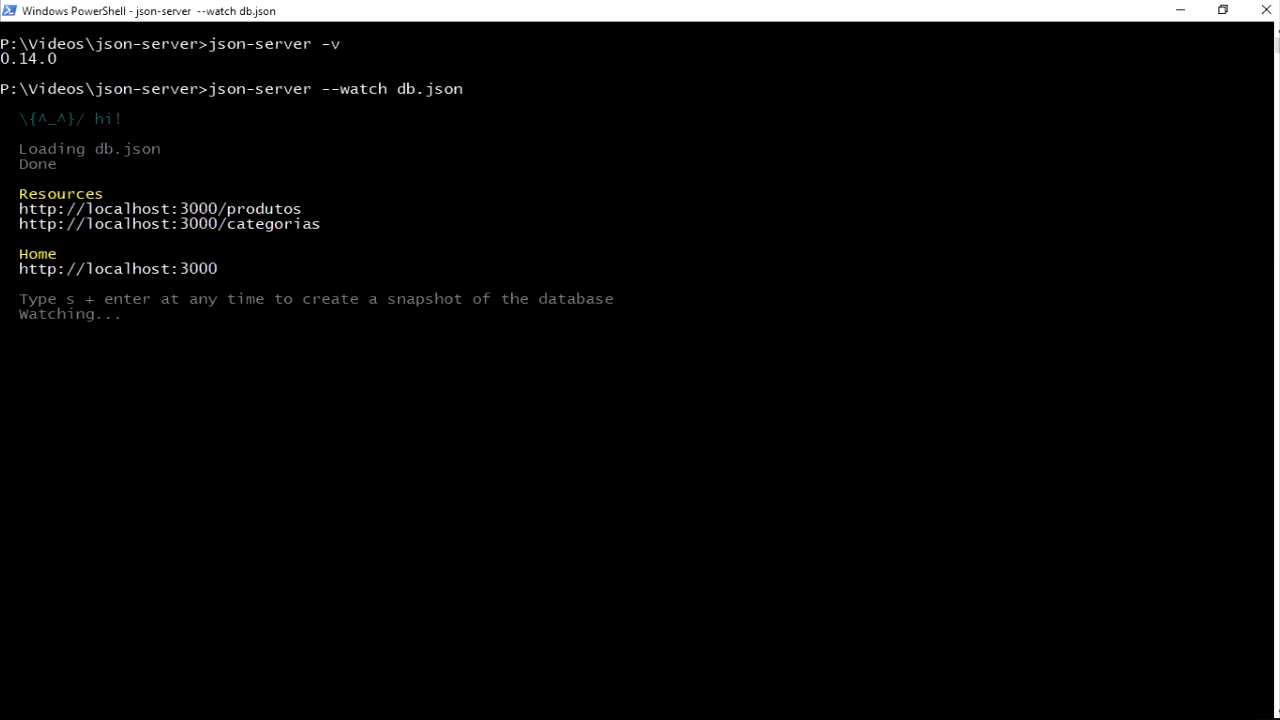 Windows PowerShell - json-server --watch db.json
P:\Videos\json-server>json-server -v
0.14.0
P:\Videos\json-server>json-server --watch db.json
\{^_^}/ hi!
Loading db.json
Done
Resources
http://localhost:3000/produtos
http://localhost:3000/categorias
Home
http://localhost:3000
Type s + enter at any time to create a snapshot of the database
Watching...